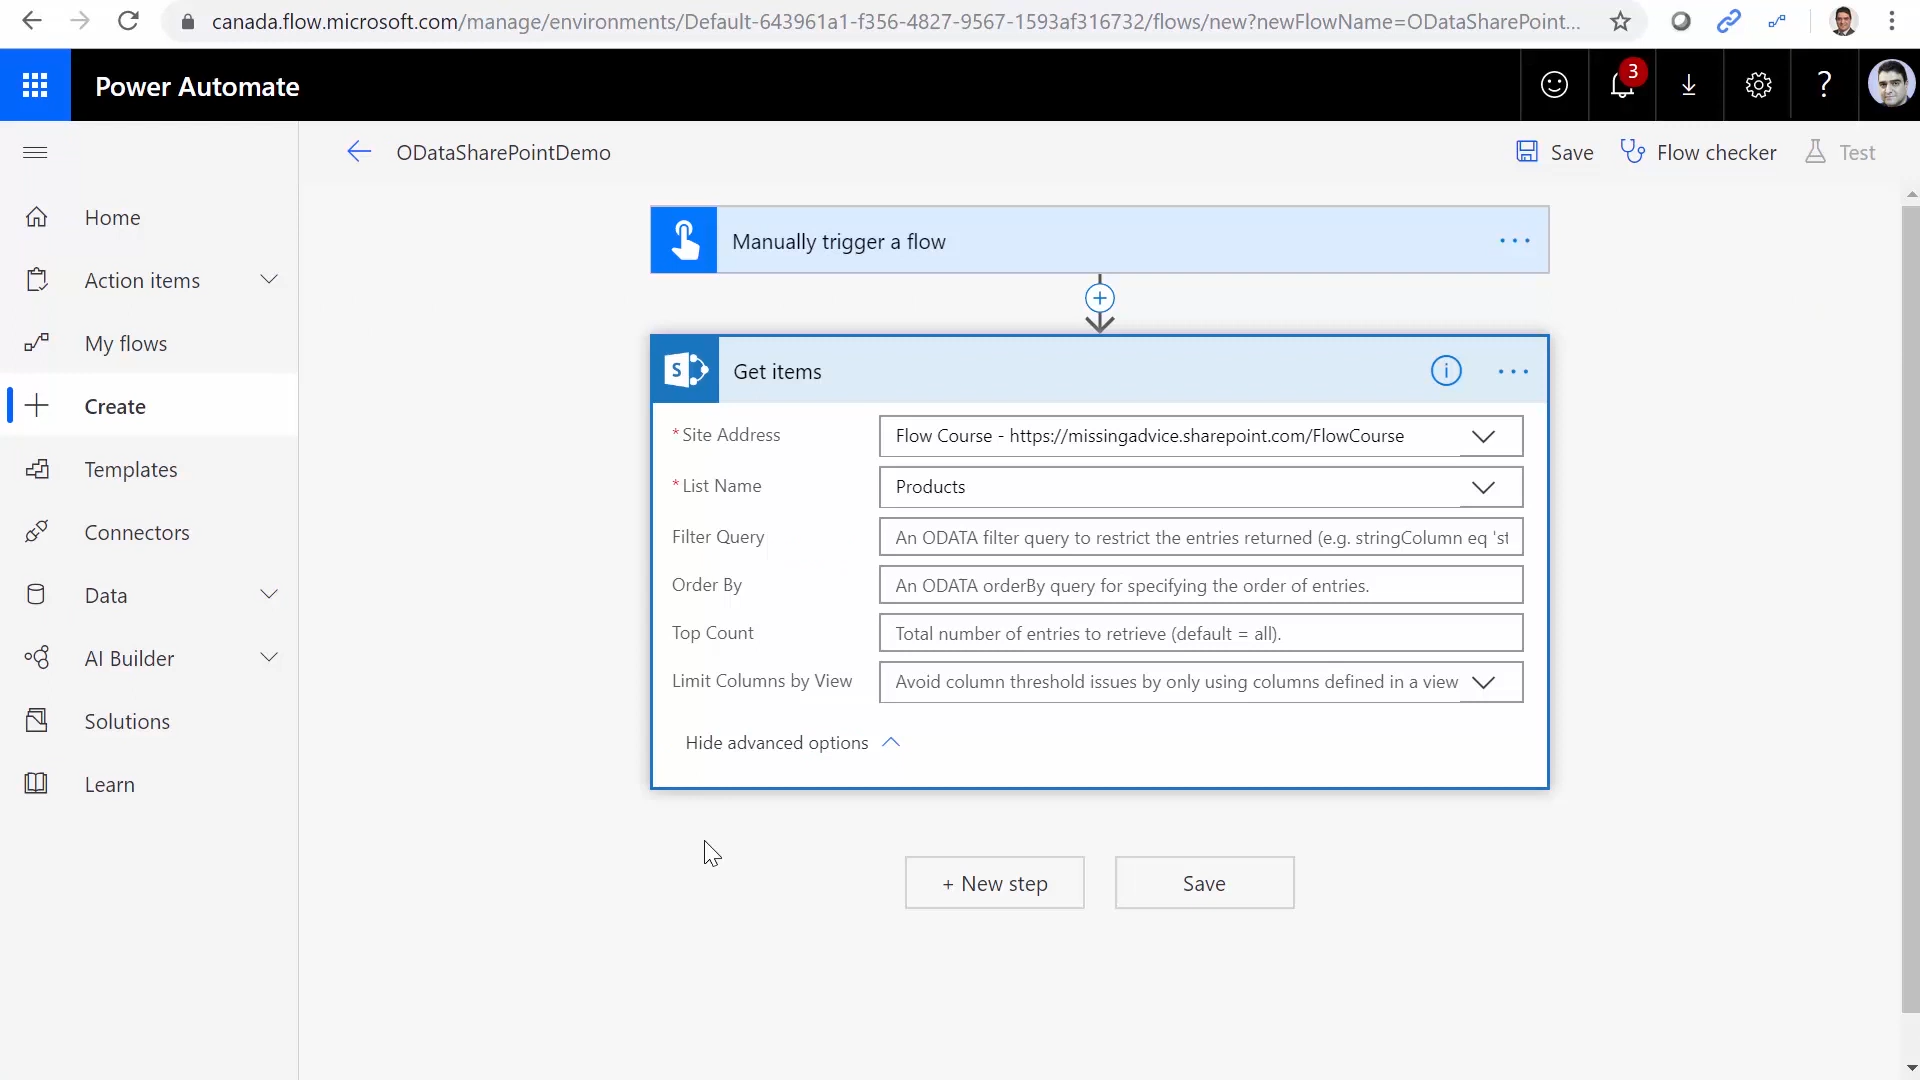 canada.flow.microsoft.com/manage/environments/Default-643961a1-f356-4827-9567-1593af316732/flows/new?newFlowName=ODataSharePoint...
Power Automate
3
?
ODataSharePointDemo
Save
Flow checker
Test
Home
Action items
My flows
Create
Templates
Connectors
Data
AI Builder
Solutions
Learn
Manually trigger a flow
S
Get items
i
* Site Address
Flow Course - https://missingadvice.sharepoint.com/FlowCourse
* List Name
Products
Filter Query
An ODATA filter query to restrict the entries returned (e.g. stringColumn eq 'st
Order By
An ODATA orderBy query for specifying the order of entries.
Top Count
Total number of entries to retrieve (default = all).
Limit Columns by View
Avoid column threshold issues by only using columns defined in a view
Hide advanced options
+ New step
Save